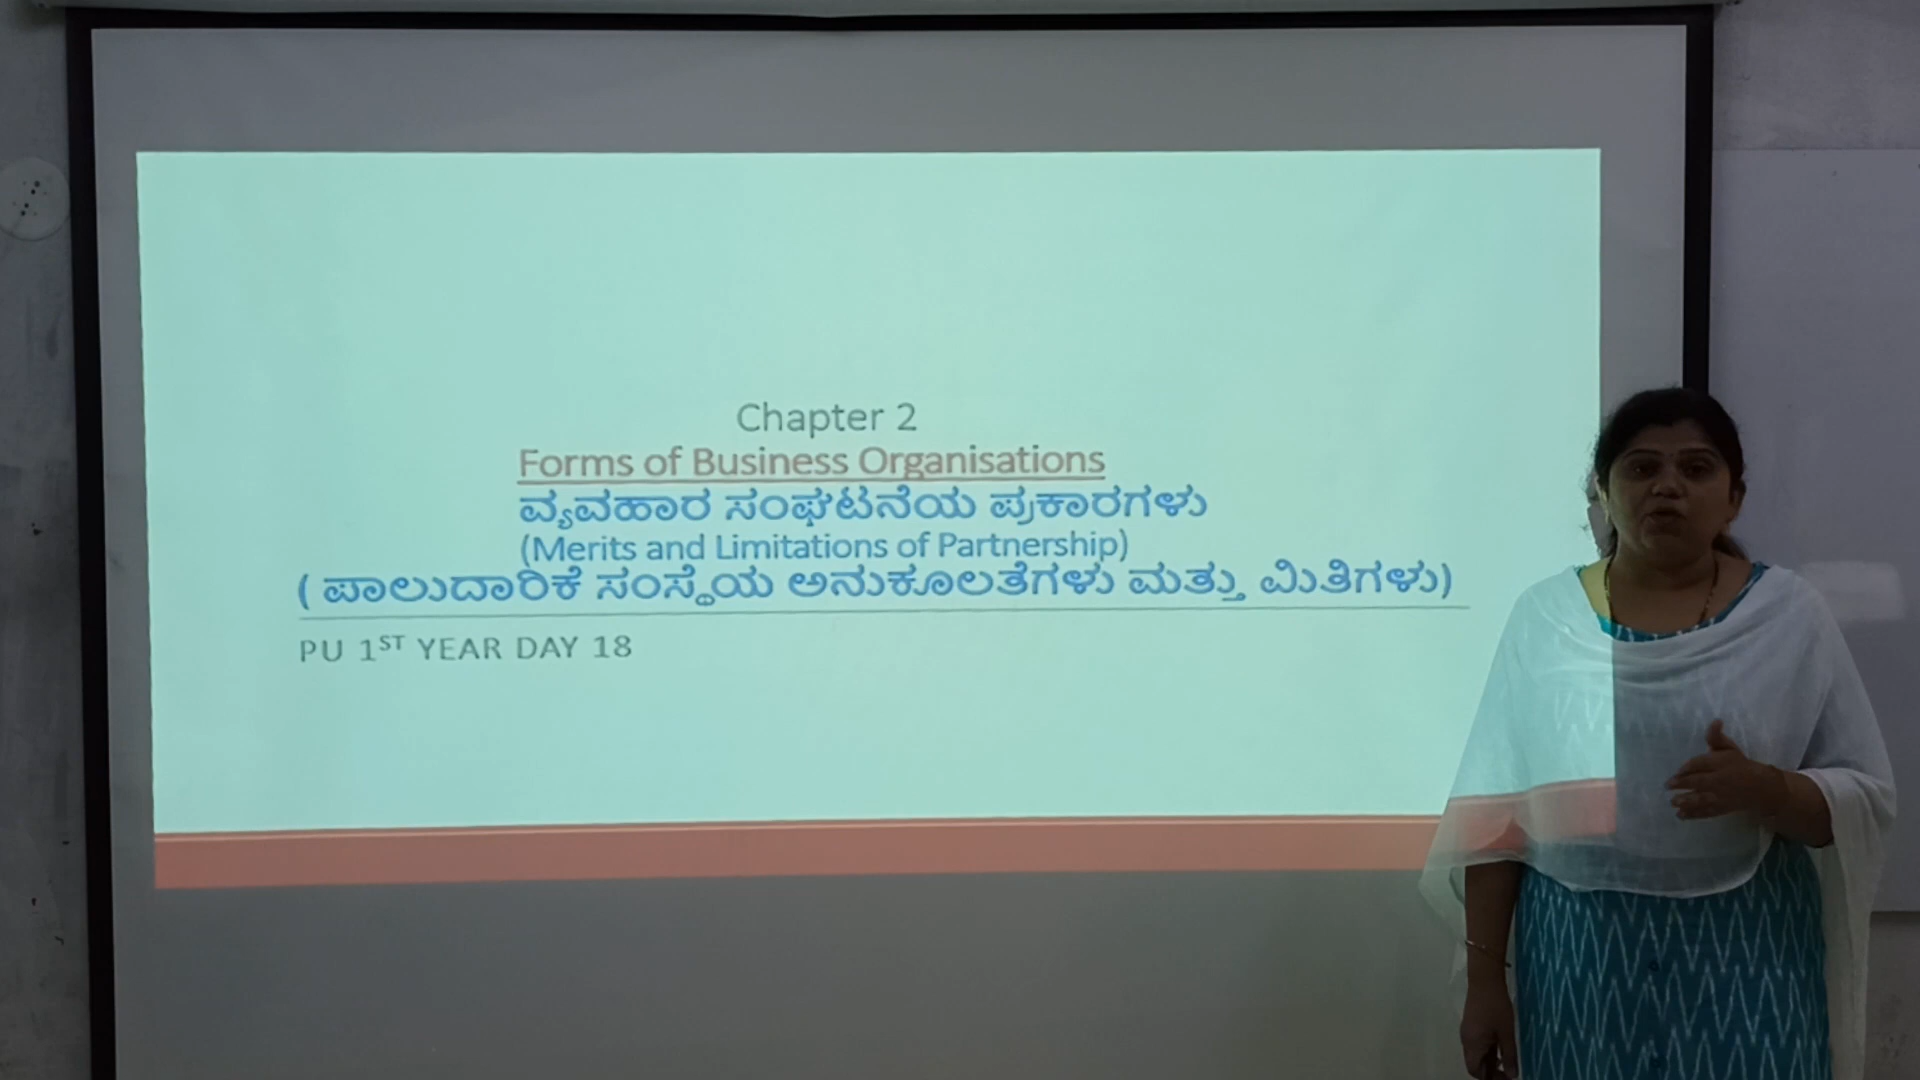 Chapter 2
Forms of Business Organisations
ವ್ಯವಹಾರ ಸಂಘಟನೆಯ ಪ್ರಕಾರಗಳು
(Merits and Limitations of Partnership)
( ಪಾಲುದಾರಿಕೆ ಸಂಸ್ಥೆಯ ಅನುಕೂಲತೆಗಳು ಮತ್ತು ಮಿತಿಗಳು)
PU 1ST YEAR DAY 18